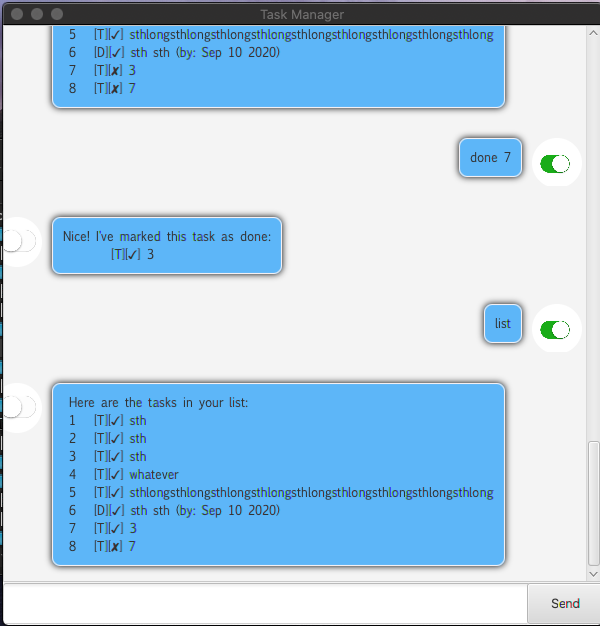 Task Manager
5 [T][✓] sthlongsthlongsthlongsthlongsthlongsthlongsthlongsthlongsthlong
6 [D][✓] sth sth (by: Sep 10 2020)
7 [T][✘] 3
8 [T][✘] 7
done 7
Nice! I've marked this task as done:
[T][✓] 3
list
Here are the tasks in your list:
1 [T][✓] sth
2 [T][✓] sth
3 [T][✓] sth
4 [T][✓] whatever
5 [T][✓] sthlongsthlongsthlongsthlongsthlongsthlongsthlongsthlongsthlong
6 [D][✓] sth sth (by: Sep 10 2020)
7 [T][✓] 3
8 [T][✘] 7
Send